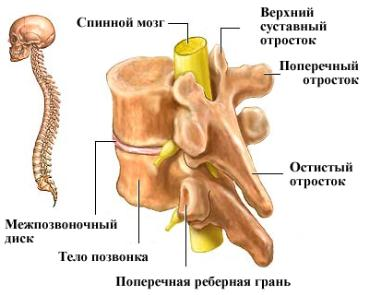 Спинной мозг
Верхний
суставный
отросток
Поперечный
отросток
Остистый
отросток
Межпозвоночный
диск
Тело позвонка
Поперечная реберная грань